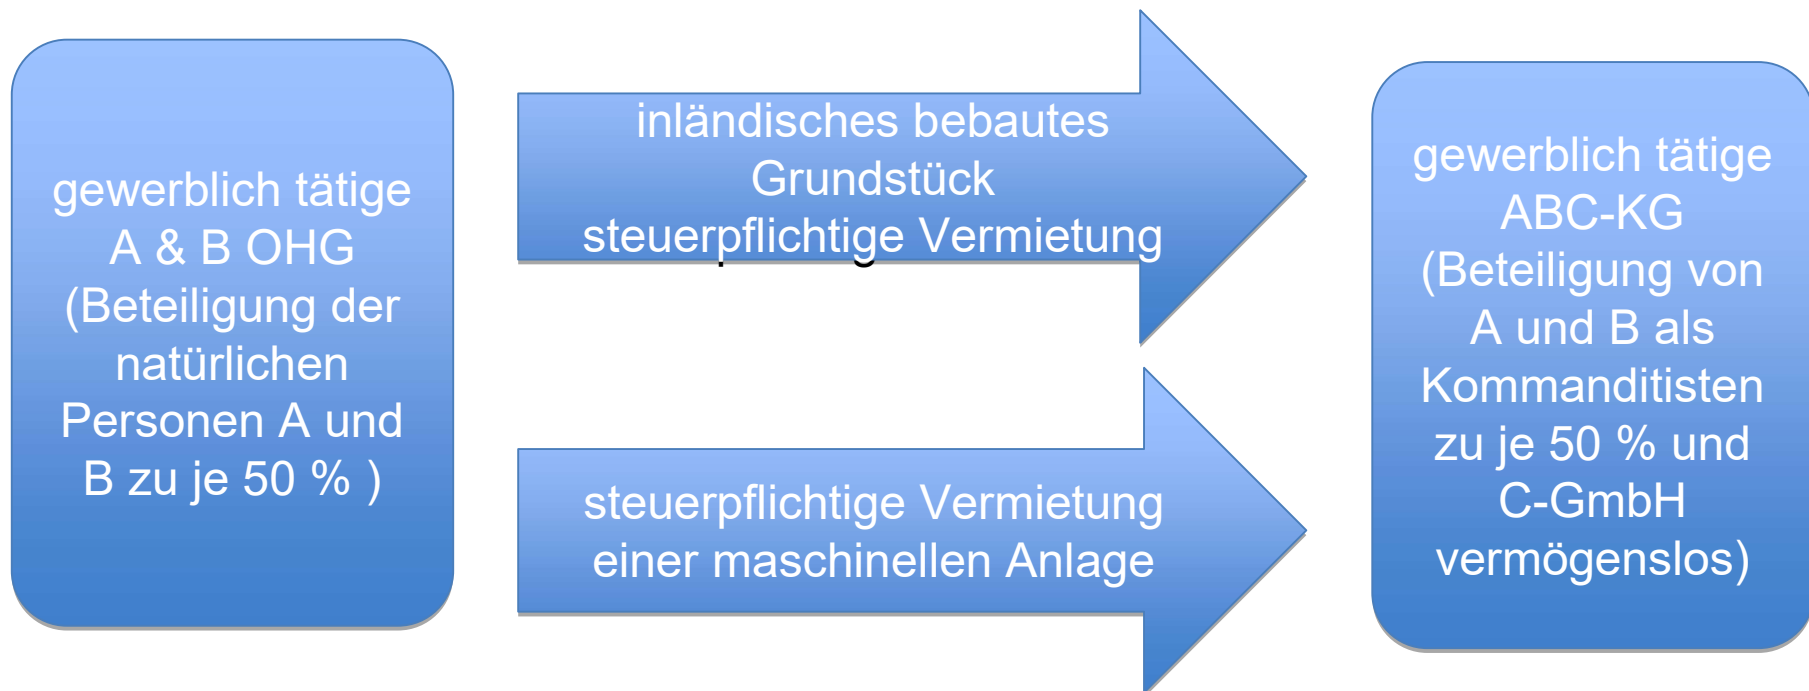 gewerblich tätige
A & B OHG
(Beteiligung der
natürlichen
Personen A und
B zu je 50 % )
inländisches bebautes
Grundstück
steuerpflichtige Vermietung
steuerpflichtige Vermietung
einer maschinellen Anlage
gewerblich tätige
ABC-KG
(Beteiligung von
A und B als
Kommanditisten
zu je 50 % und
C-GmbH
vermögenslos)